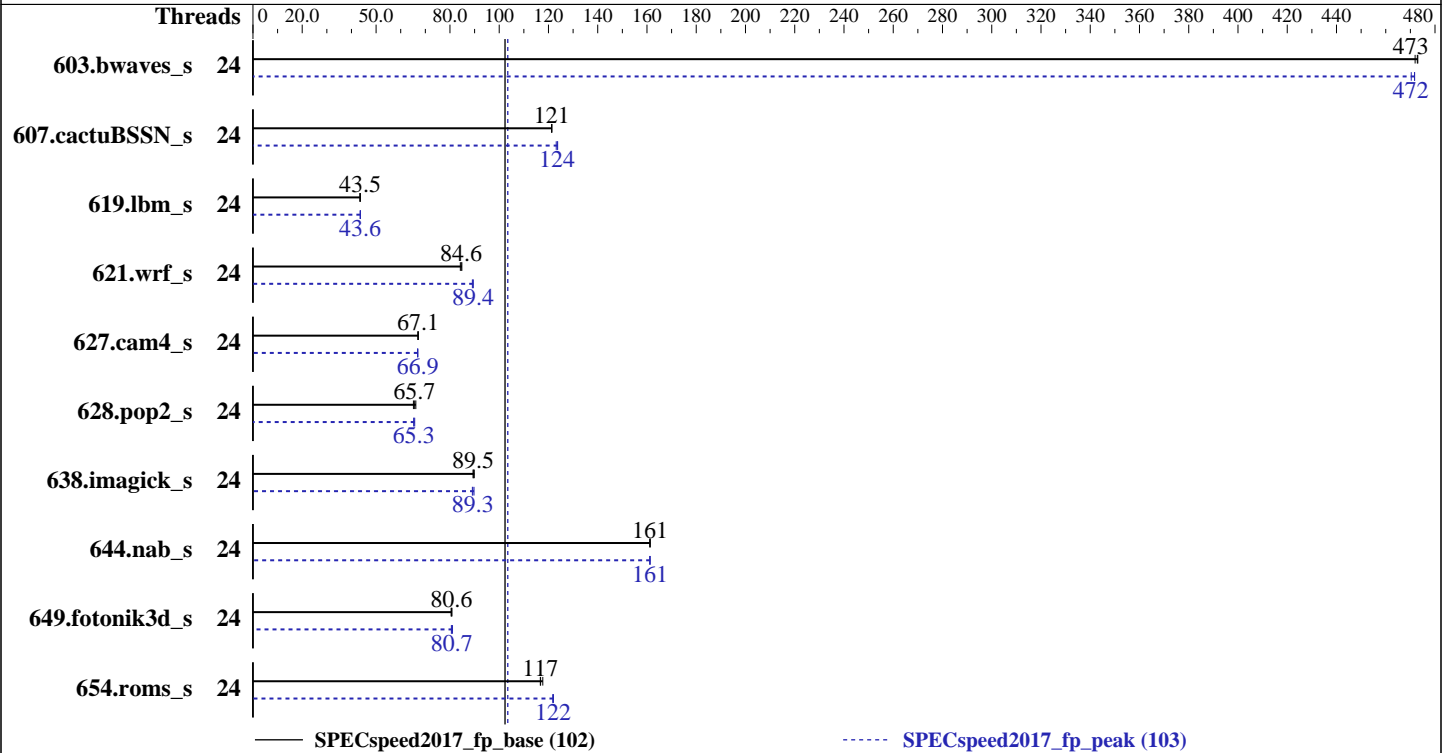 Threads 0 20.0 50.0 80.0 100 120 140 160 180 200 220 240 260 280 300 320 340 360 380 400 420 440 480
473
603.bwaves_s 24
472
121
607.cactuBSSN_s 24
124
43.5
619.lbm_s 24
43.6
84.6
621.wrf_s 24
89.4
67.1
627.cam4_s 24
66.9
65.7
628.pop2_s 24
65.3
89.5
638.imagick_s 24
89.3
161
644.nab_s 24
161
80.6
649.fotonik3d_s 24
80.7
117
654.roms_s 24
122
SPECspeed2017_fp_base (102) SPECspeed2017_fp_peak (103)